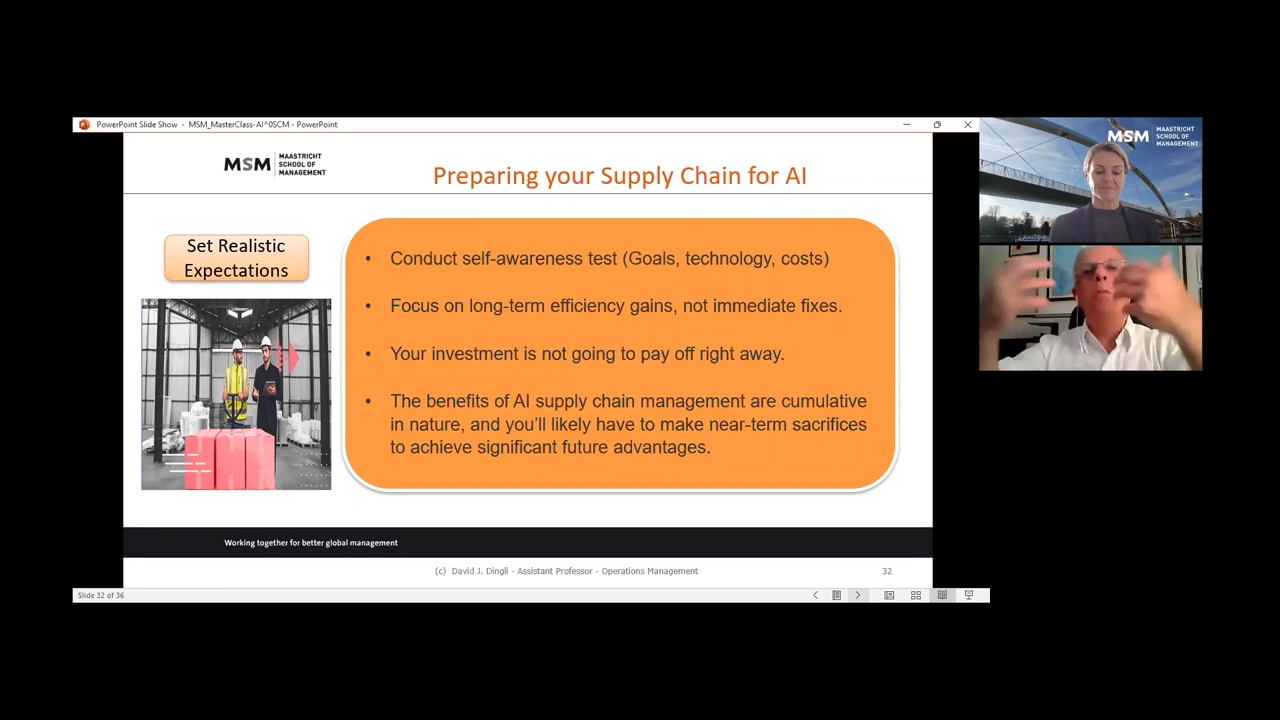 PowerPoint Slide Show - MSM_MasterClass-AI^0SCM - PowerPoint
MSM
MAASTRICHT
SCHOOL OF
MANAGEMENT
Preparing your Supply Chain for AI
Set Realistic
Expectations
• Conduct self-awareness test (Goals, technology, costs)
• Focus on long-term efficiency gains, not immediate fixes.
• Your investment is not going to pay off right away.
• The benefits of AI supply chain management are cumulative
in nature, and you’ll likely have to make near-term sacrifices
to achieve significant future advantages.
Working together for better global management
(c) David J. Dingli - Assistant Professor - Operations Management
32
Slide 32 of 36
MSM
MAASTRICHT
SCHOOL OF
MANAGEMENT